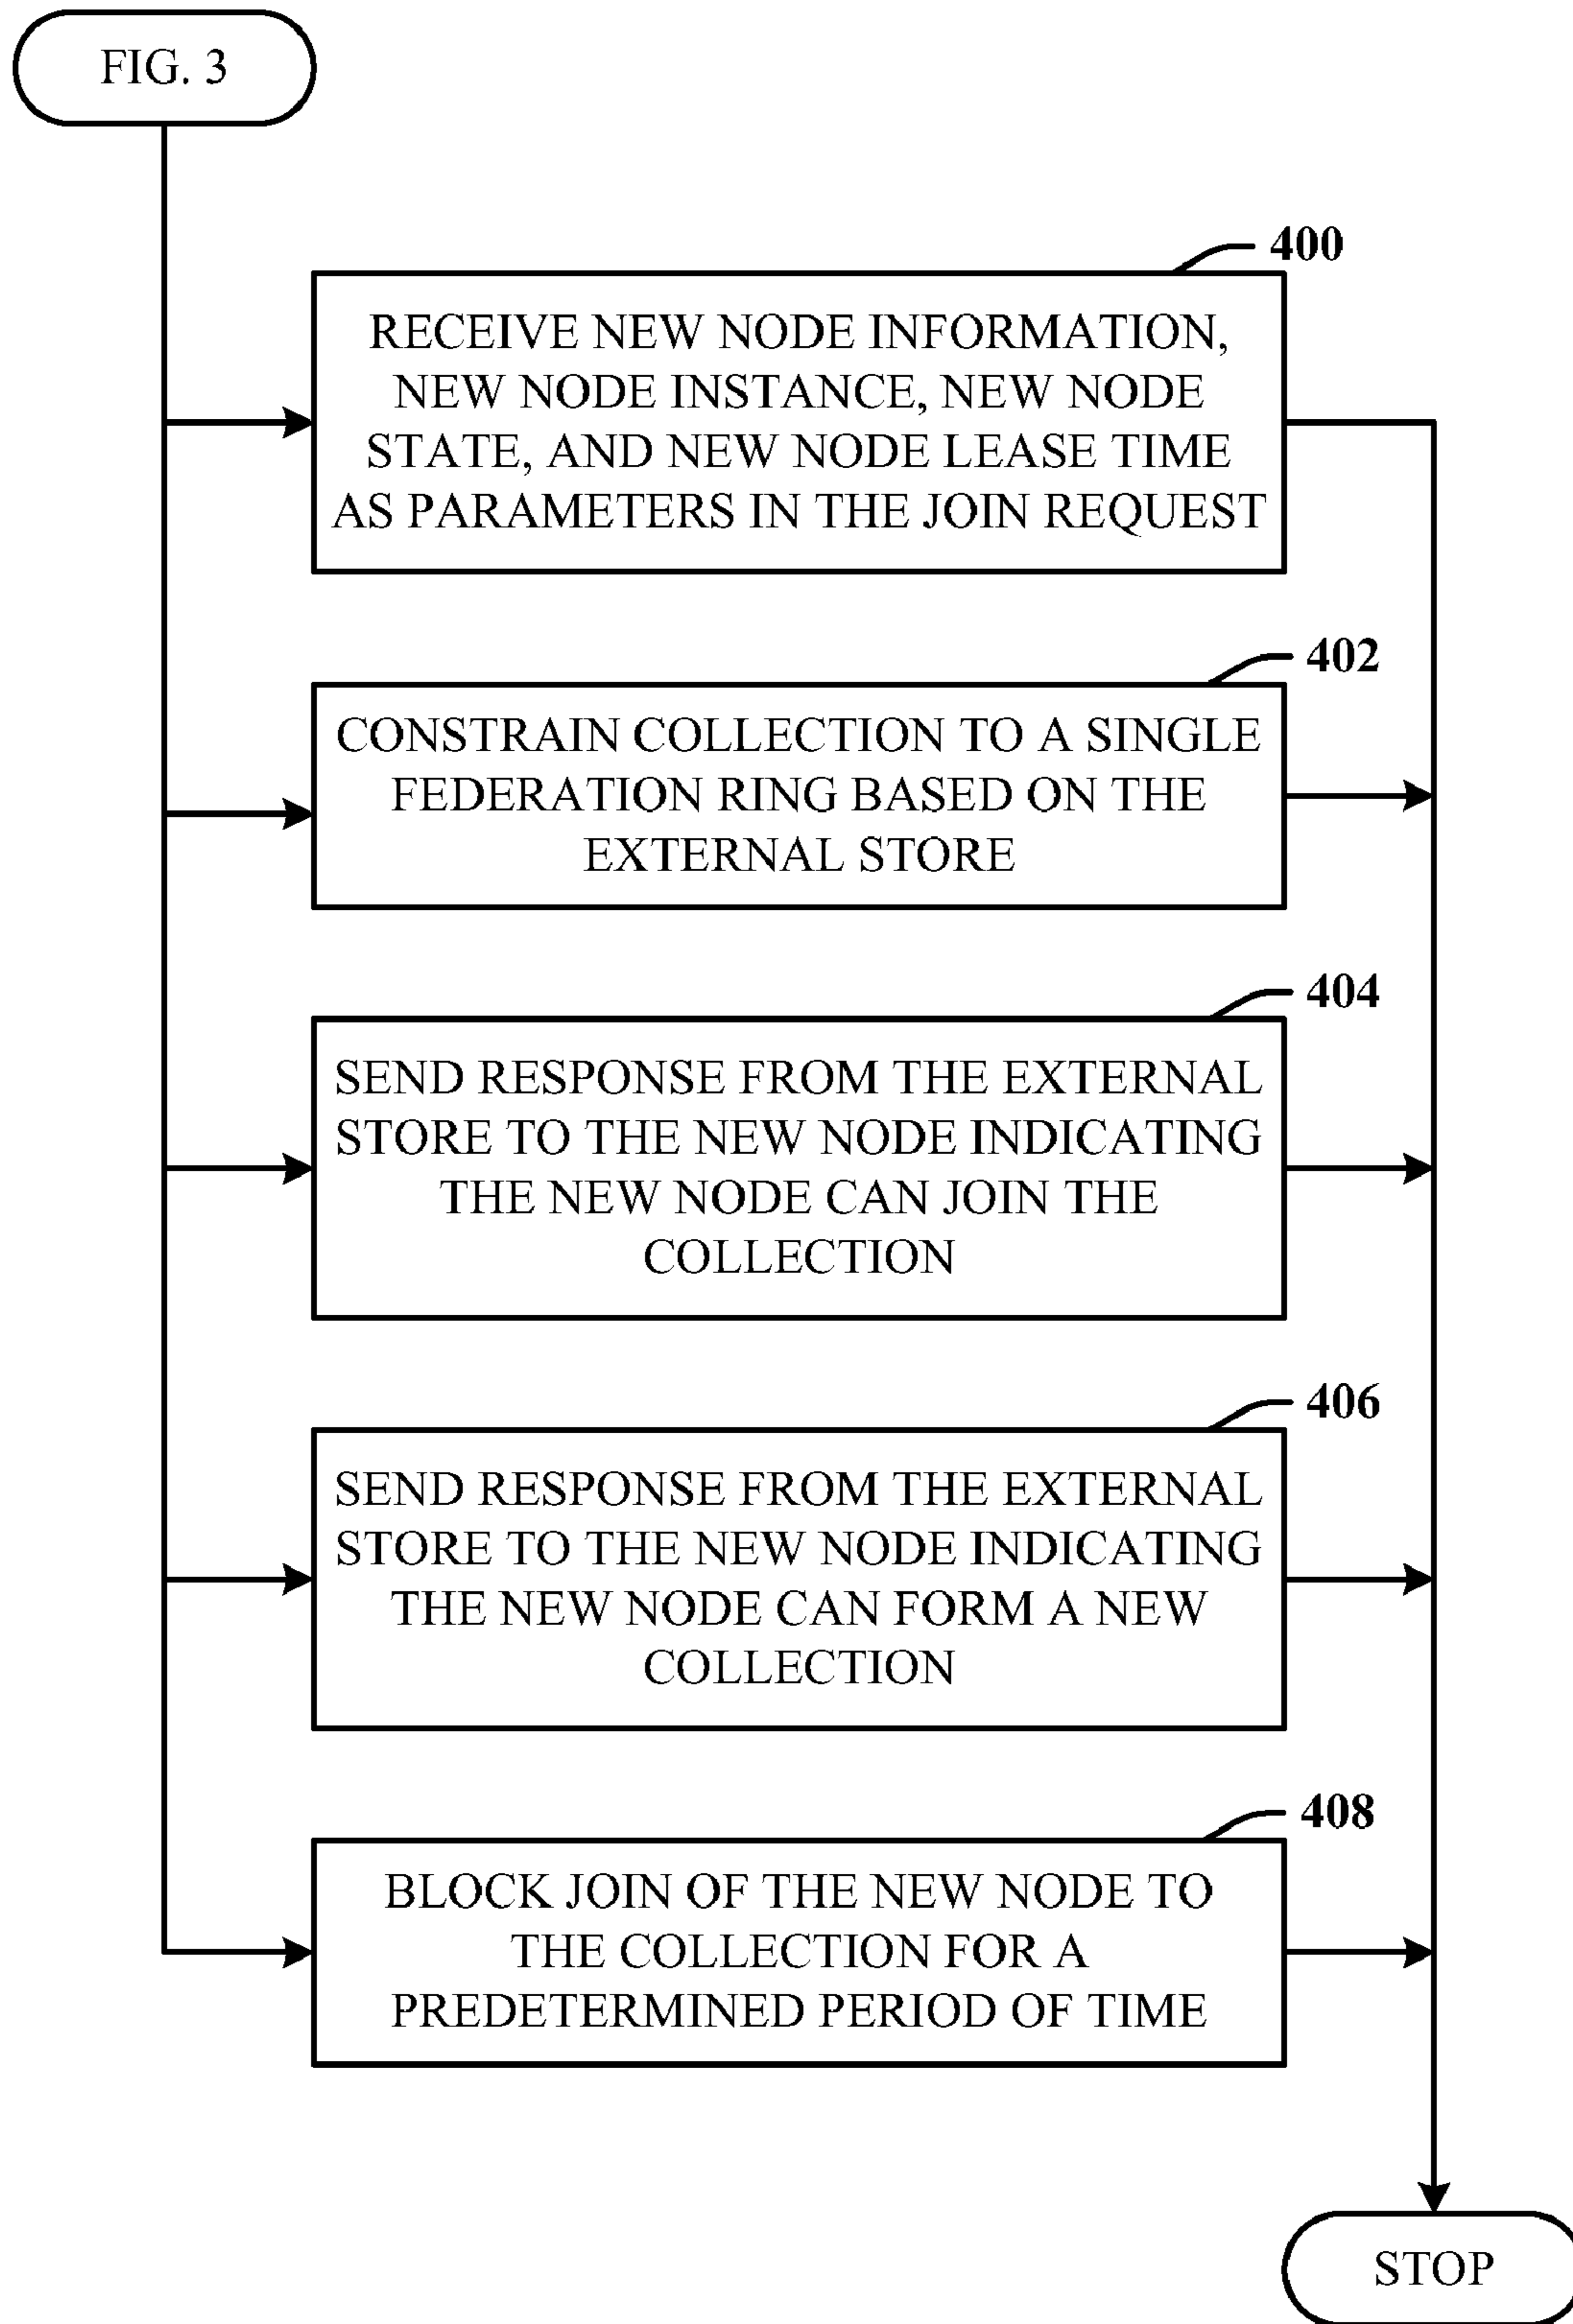 FIG. 3
400
RECEIVE NEW NODE INFORMATION,
NEW NODE INSTANCE, NEW NODE
STATE, AND NEW NODE LEASE TIME
AS PARAMETERS IN THE JOIN REQUEST
402
CONSTRAIN COLLECTION TO A SINGLE
FEDERATION RING BASED ON THE
EXTERNAL STORE
404
SEND RESPONSE FROM THE EXTERNAL
STORE TO THE NEW NODE INDICATING
THE NEW NODE CAN JOIN THE
COLLECTION
406
SEND RESPONSE FROM THE EXTERNAL
STORE TO THE NEW NODE INDICATING
THE NEW NODE CAN FORM A NEW
COLLECTION
408
BLOCK JOIN OF THE NEW NODE TO
THE COLLECTION FOR A
PREDETERMINED PERIOD OF TIME
STOP